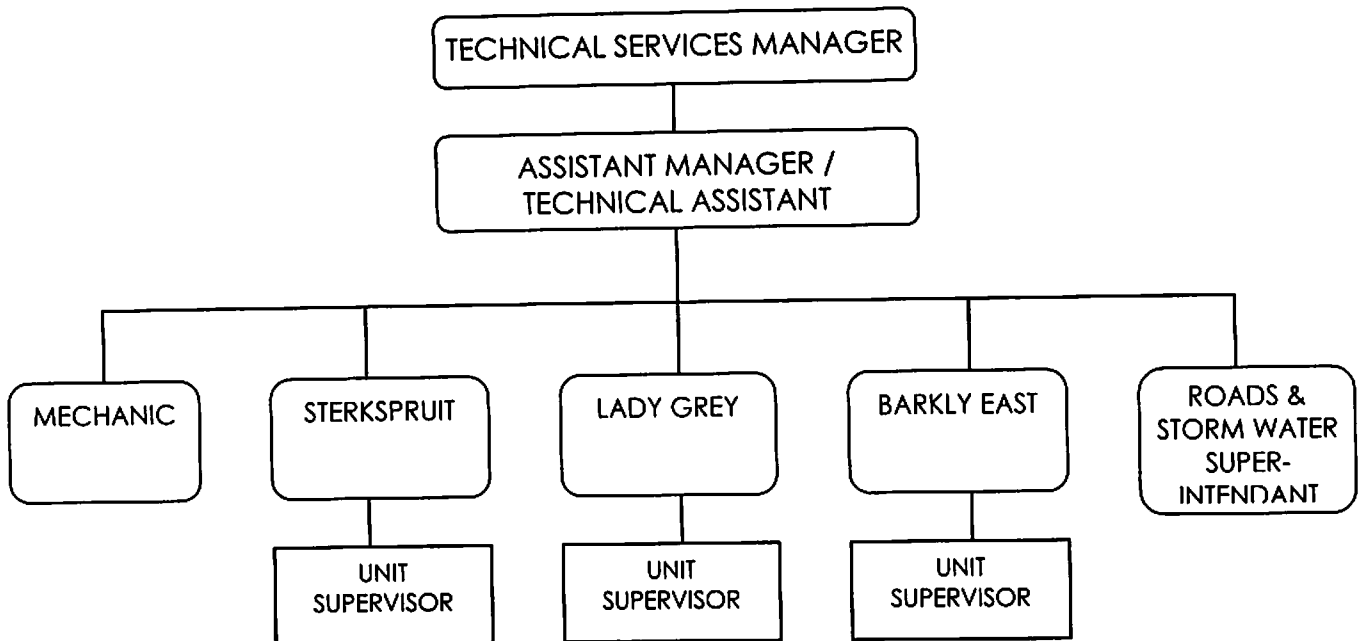 TECHNICAL SERVICES MANAGER
ASSISTANT MANAGER /
TECHNICAL ASSISTANT
MECHANIC
STERKSPRUIT
LADY GREY
BARKLY EAST
ROADS &
STORM WATER
SUPER-
INTENDANT
UNIT
SUPERVISOR
UNIT
SUPERVISOR
UNIT
SUPERVISOR